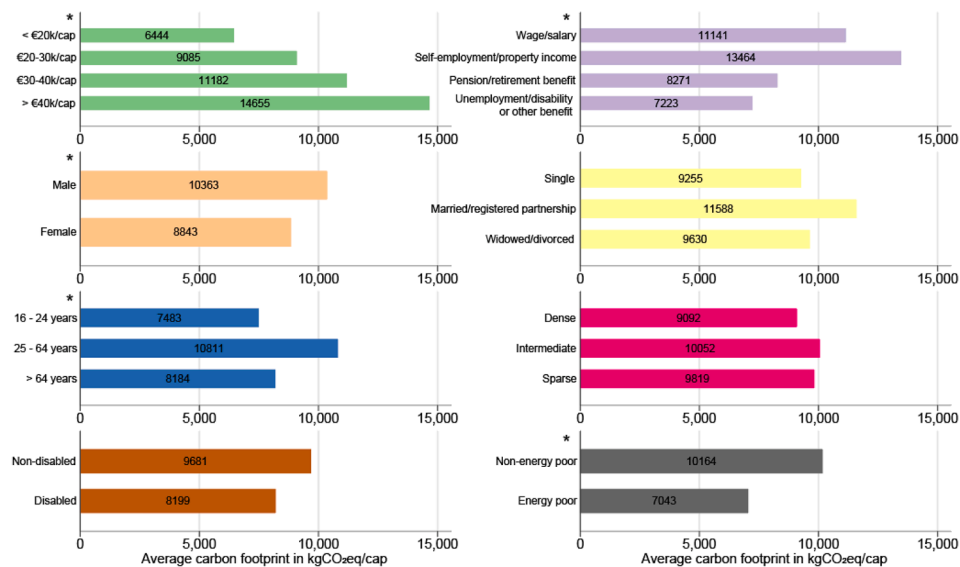 *
< €20k/cap 6444
€20-30k/cap 9085
€30-40k/cap 11182
> €40k/cap 14655
0 5,000 10,000 15,000
*
Wage/salary 11141
Self-employment/property income 13464
Pension/retirement benefit 8271
Unemployment/disability
or other benefit 7223
0 5,000 10,000 15,000
*
Male 10363
Female 8843
0 5,000 10,000 15,000
Single 9255
Married/registered partnership 11588
Widowed/divorced 9630
0 5,000 10,000 15,000
*
16 - 24 years 7483
25 - 64 years 10811
> 64 years 8184
0 5,000 10,000 15,000
Dense 9092
Intermediate 10052
Sparse 9819
0 5,000 10,000 15,000
Non-disabled 9681
Disabled 8199
0 5,000 10,000 15,000
Average carbon footprint in kgCO₂eq/cap
*
Non-energy poor 10164
Energy poor 7043
0 5,000 10,000 15,000
Average carbon footprint in kgCO₂eq/cap